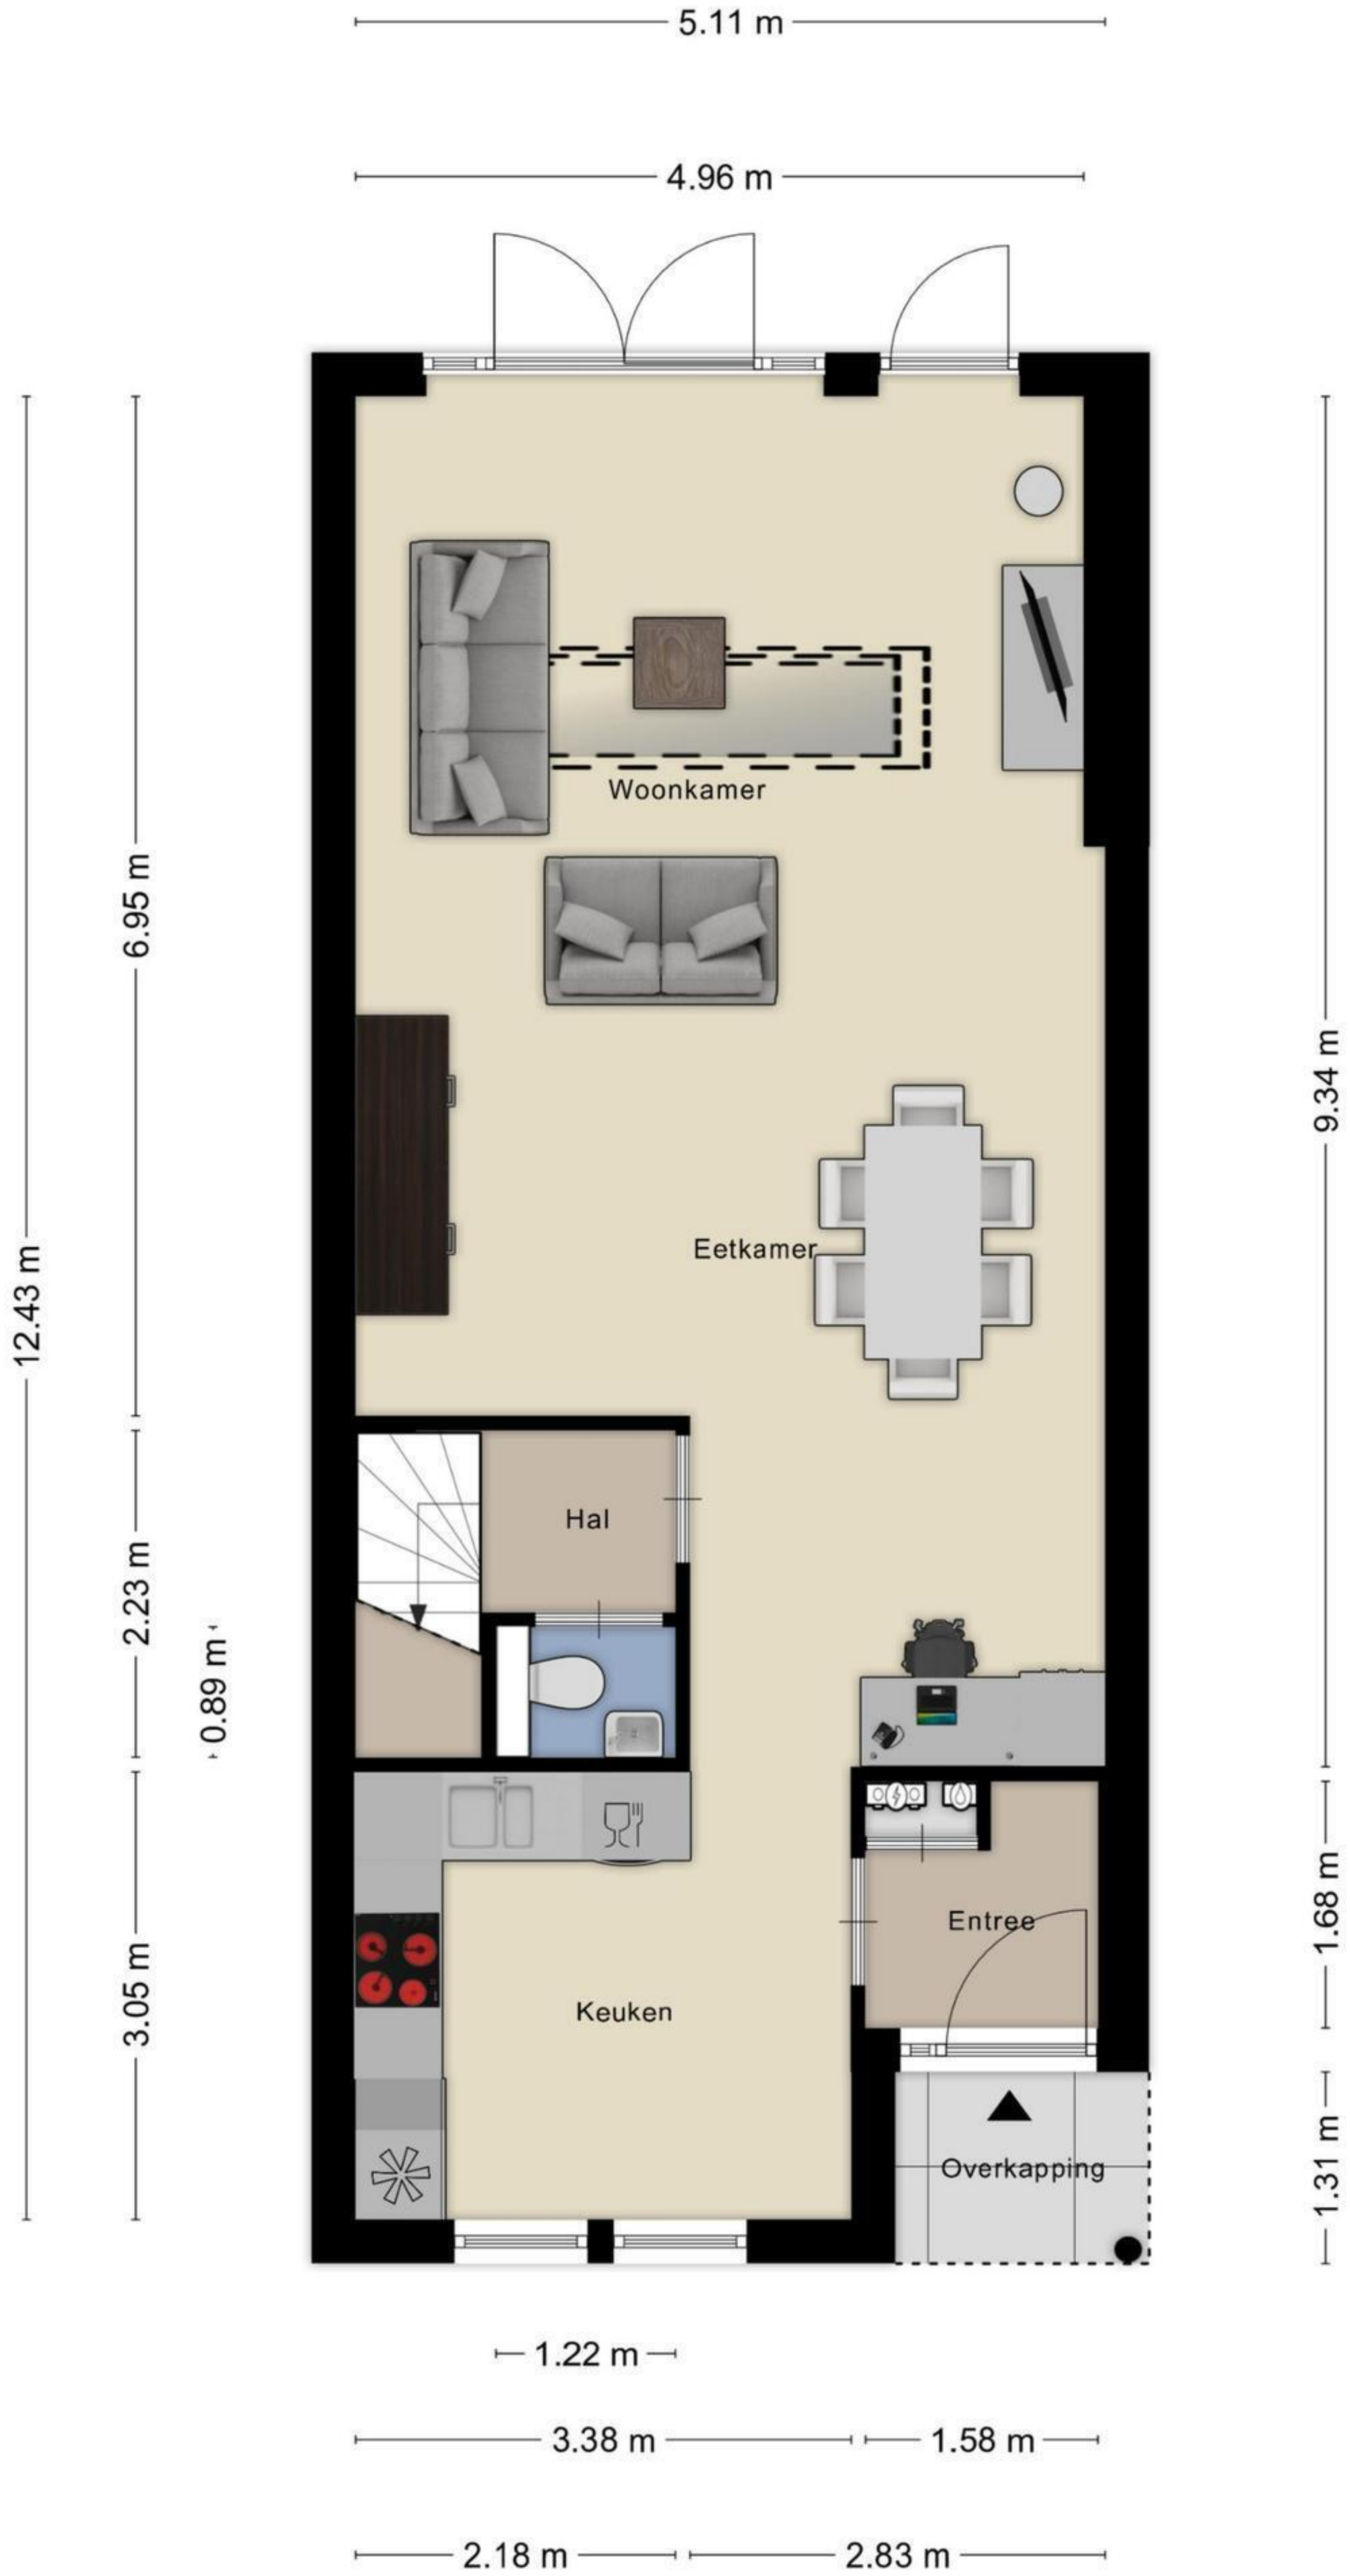 5.11 m
4.96 m
Woonkamer
6.95 m
9.34 m
Eetkamer
12.43 m
Hal
2.23 m
0.89 m
1.68 m
Entree
3.05 m
Keuken
1.31 m
Overkapping
1.22 m
3.38 m
1.58 m
2.18 m
2.83 m